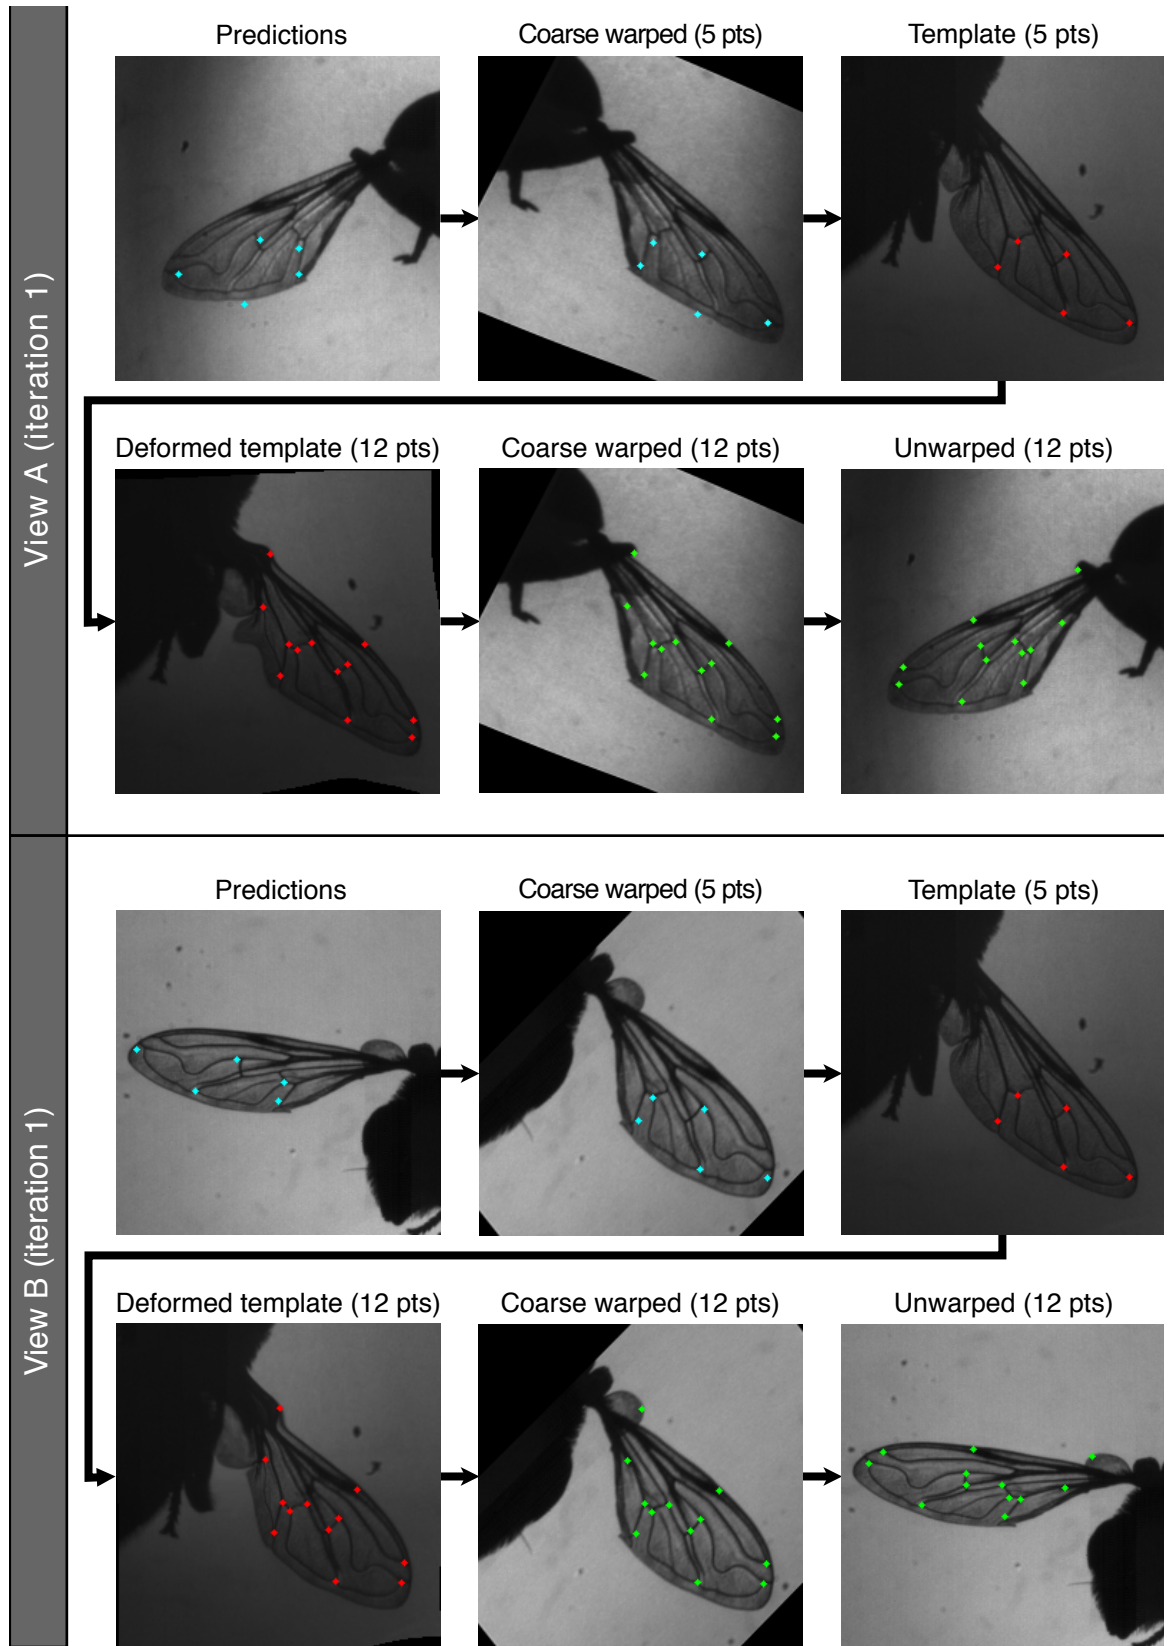 View A (iteration 1)
Predictions
Coarse warped (5 pts)
Template (5 pts)
Deformed template (12 pts)
Coarse warped (12 pts)
Unwarped (12 pts)
View B (iteration 1)
Predictions
Coarse warped (5 pts)
Template (5 pts)
Deformed template (12 pts)
Coarse warped (12 pts)
Unwarped (12 pts)